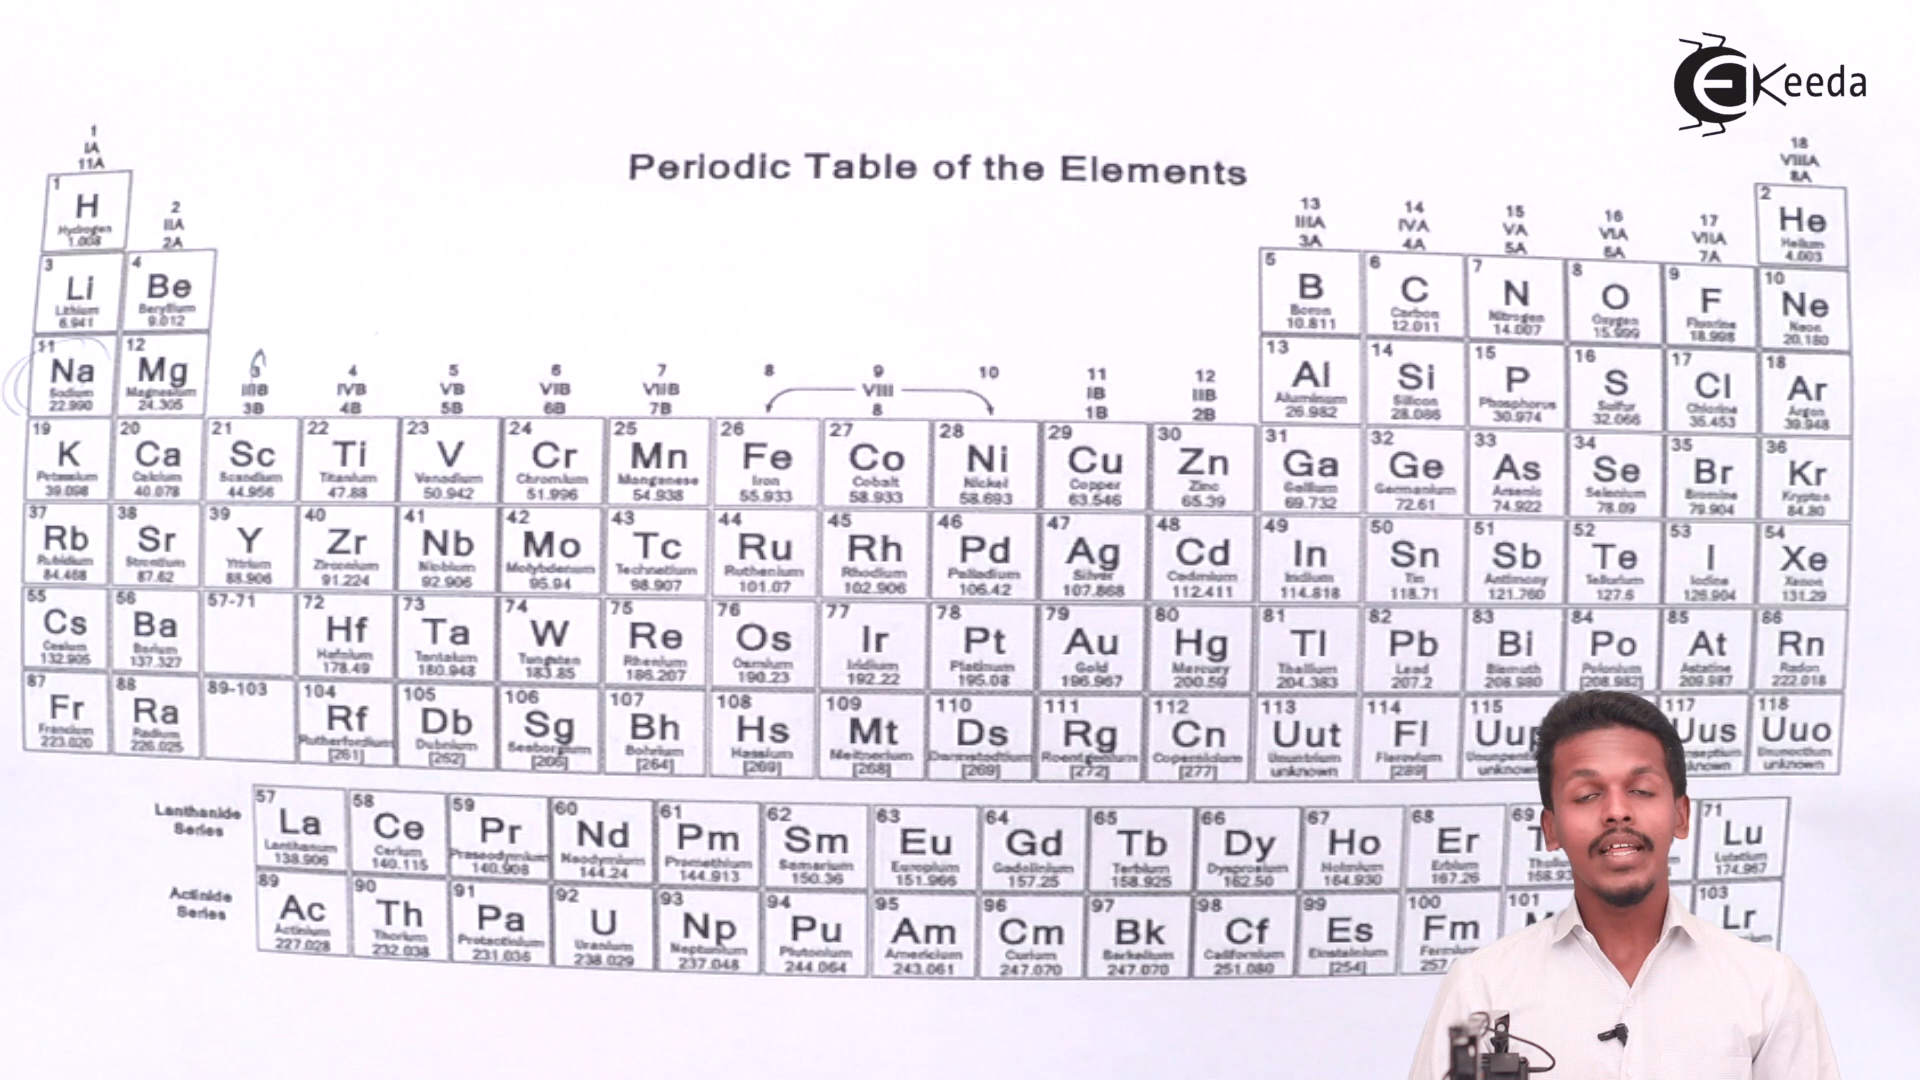 EKeeda
Periodic Table of the Elements
1
IA
11A
18
VIIIA
8A
1
H
Hydrogen
1.008
2
IIA
2A
13
IIIA
3A
14
IVA
4A
15
VA
5A
16
VIA
6A
17
VIIA
7A
2
He
Helium
4.003
3
Li
Lithium
6.941
4
Be
Beryllium
9.012
5
B
Boron
10.811
6
C
Carbon
12.011
7
N
Nitrogen
14.007
8
O
Oxygen
15.999
9
F
Fluorine
18.998
10
Ne
Neon
20.180
11
Na
Sodium
22.990
12
Mg
Magnesium
24.305
3
IIIB
3B
4
IVB
4B
5
VB
5B
6
VIB
6B
7
VIIB
7B
8
9
10
VIII
8
11
IB
1B
12
IIB
2B
13
Al
Aluminum
26.982
14
Si
Silicon
28.086
15
P
Phosphorus
30.974
16
S
Sulfur
32.066
17
Cl
Chlorine
35.453
18
Ar
Argon
39.948
19
K
Potassium
39.098
20
Ca
Calcium
40.078
21
Sc
Scandium
44.956
22
Ti
Titanium
47.88
23
V
Vanadium
50.942
24
Cr
Chromium
51.996
25
Mn
Manganese
54.938
26
Fe
Iron
55.933
27
Co
Cobalt
58.933
28
Ni
Nickel
58.693
29
Cu
Copper
63.546
30
Zn
Zinc
65.39
31
Ga
Gallium
69.732
32
Ge
Germanium
72.61
33
As
Arsenic
74.922
34
Se
Selenium
78.09
35
Br
Bromine
79.904
36
Kr
Krypton
84.80
37
Rb
Rubidium
84.468
38
Sr
Strontium
87.62
39
Y
Yttrium
88.906
40
Zr
Zirconium
91.224
41
Nb
Niobium
92.906
42
Mo
Molybdenum
95.94
43
Tc
Technetium
98.907
44
Ru
Ruthenium
101.07
45
Rh
Rhodium
102.906
46
Pd
Palladium
106.42
47
Ag
Silver
107.868
48
Cd
Cadmium
112.411
49
In
Indium
114.818
50
Sn
Tin
118.71
51
Sb
Antimony
121.760
52
Te
Tellurium
127.6
53
I
Iodine
126.904
54
Xe
Xenon
131.29
55
Cs
Cesium
132.905
56
Ba
Barium
137.327
57-71
72
Hf
Hafnium
178.49
73
Ta
Tantalum
180.948
74
W
Tungsten
183.85
75
Re
Rhenium
186.207
76
Os
Osmium
190.23
77
Ir
Iridium
192.22
78
Pt
Platinum
195.08
79
Au
Gold
196.967
80
Hg
Mercury
200.59
81
Tl
Thallium
204.383
82
Pb
Lead
207.2
83
Bi
Bismuth
208.980
84
Po
Polonium
[208.982]
85
At
Astatine
209.987
86
Rn
Radon
222.018
87
Fr
Francium
223.020
88
Ra
Radium
226.025
89-103
104
Rf
Rutherfordium
[261]
105
Db
Dubnium
[262]
106
Sg
Seaborgium
[266]
107
Bh
Bohrium
[264]
108
Hs
Hassium
[269]
109
Mt
Meitnerium
[268]
110
Ds
Darmstadtium
[269]
111
Rg
Roentgenium
[272]
112
Cn
Copernicium
[277]
113
Uut
Ununtrium
unknown
114
Fl
Flerovium
[289]
115
Uup
117
Uus
118
Uuo
Ununoctium
unknown
Lanthanide
Series
57
La
Lanthanum
138.906
58
Ce
Cerium
140.115
59
Pr
Praseodymium
140.908
60
Nd
Neodymium
144.24
61
Pm
Promethium
144.913
62
Sm
Samarium
150.36
63
Eu
Europium
151.966
64
Gd
Gadolinium
157.25
65
Tb
Terbium
158.925
66
Dy
Dysprosium
162.50
67
Ho
Holmium
164.930
68
Er
Erbium
167.26
69
71
Lu
Lutetium
174.967
Actinide
Series
89
Ac
Actinium
227.028
90
Th
Thorium
232.038
91
Pa
Protactinium
231.036
92
U
Uranium
238.029
93
Np
Neptunium
237.048
94
Pu
Plutonium
244.064
95
Am
Americium
243.061
96
Cm
Curium
247.070
97
Bk
Berkelium
247.070
98
Cf
Californium
251.080
99
Es
Einsteinium
[254]
100
Fm
Fermium
257
101
103
Lr